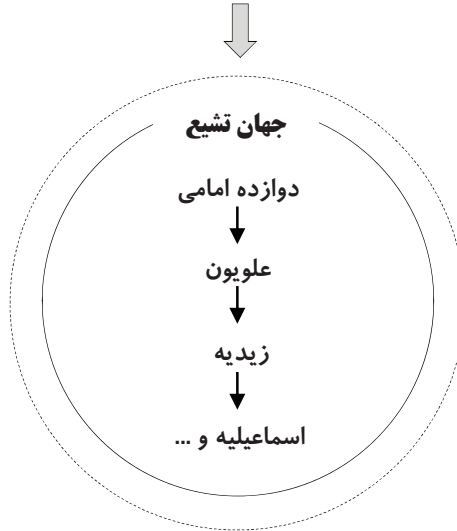 جهان تشیع
دوازده امامی
علویون
زیدیه
اسماعیلیه و ...